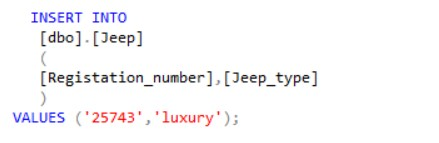 INSERT INTO
[dbo].[Jeep]
(
[Registation_number],[Jeep_type]
)
VALUES ('25743','luxury');